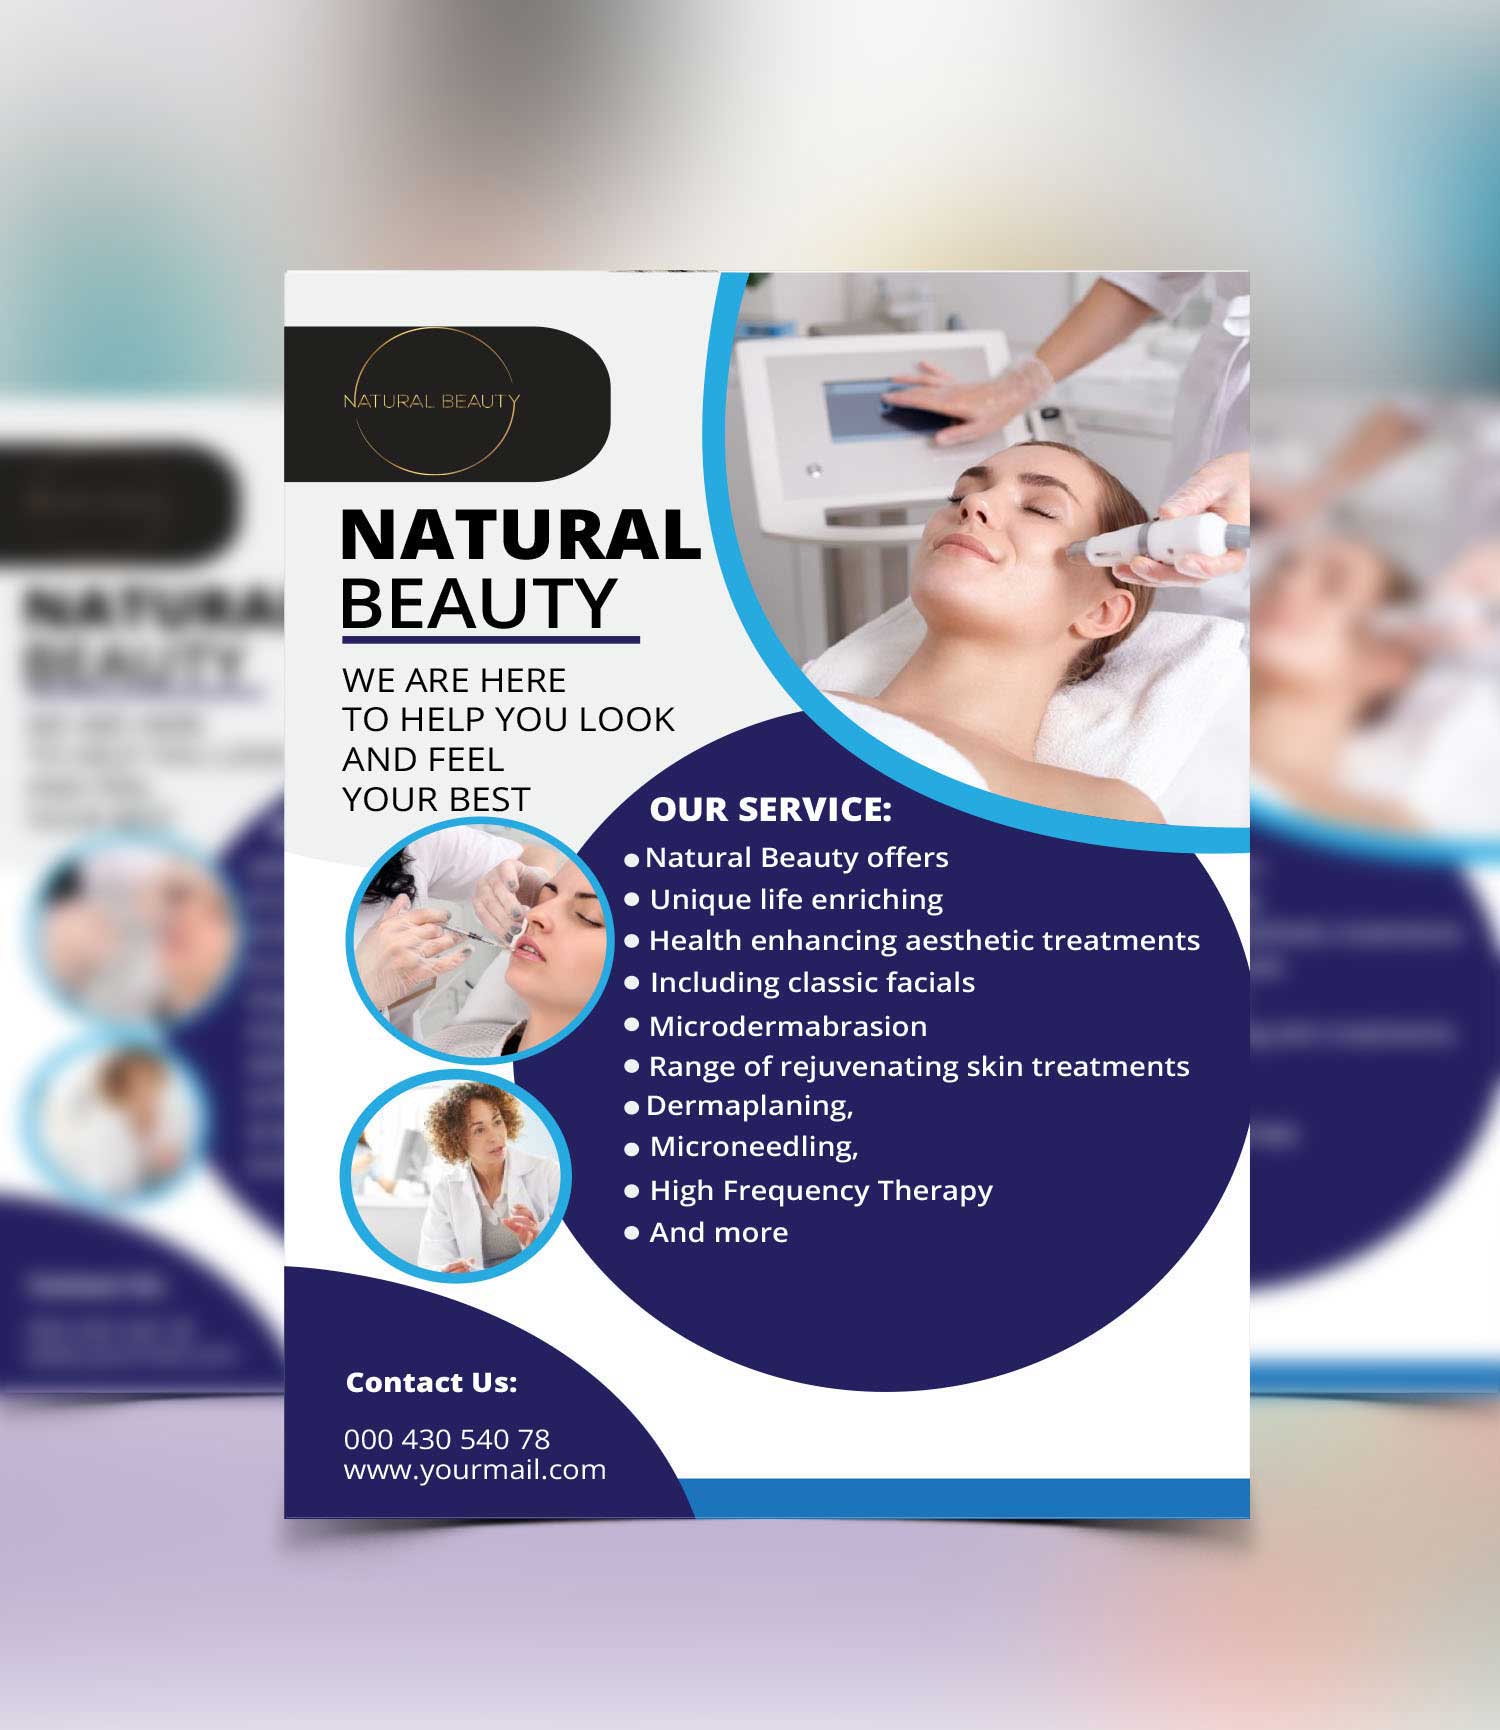 NATURAL BEAUTY
NATURAL
BEAUTY
WE ARE HERE
TO HELP YOU LOOK
AND FEEL
YOUR BEST
OUR SERVICE:
Natural Beauty offers
Unique life enriching
Health enhancing aesthetic treatments
Including classic facials
Microdermabrasion
Range of rejuvenating skin treatments
Dermaplaning,
Microneedling,
High Frequency Therapy
And more
Contact Us:
000 430 540 78
www.yourmail.com